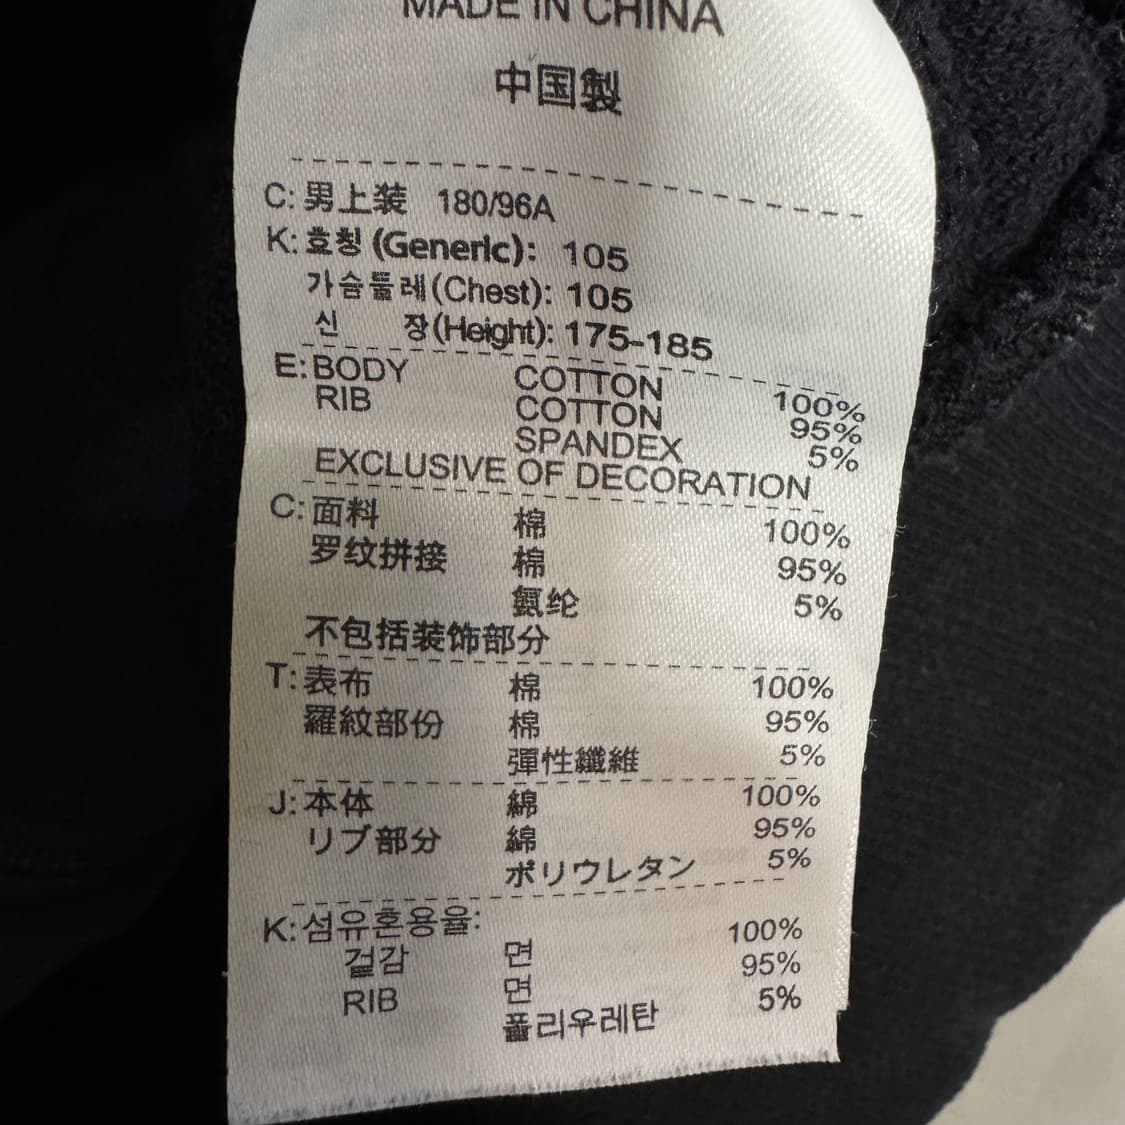 MADE IN CHINA
中国製
C: 男上装 180/96A
K: 호칭 (Generic): 105
가슴둘레(Chest): 105
신 장(Height): 175-185
E: BODY COTTON 100%
RIB COTTON 95%
SPANDEX 5%
EXCLUSIVE OF DECORATION
C: 面料 棉 100%
罗纹拼接 棉 95%
氨纶 5%
不包括装饰部分
T: 表布 棉 100%
羅紋部份 棉 95%
彈性纖維 5%
J: 本体 綿 100%
リブ部分 綿 95%
ポリウレタン 5%
K: 섬유혼용율:
겉감 면 100%
RIB 면 95%
폴리우레탄 5%